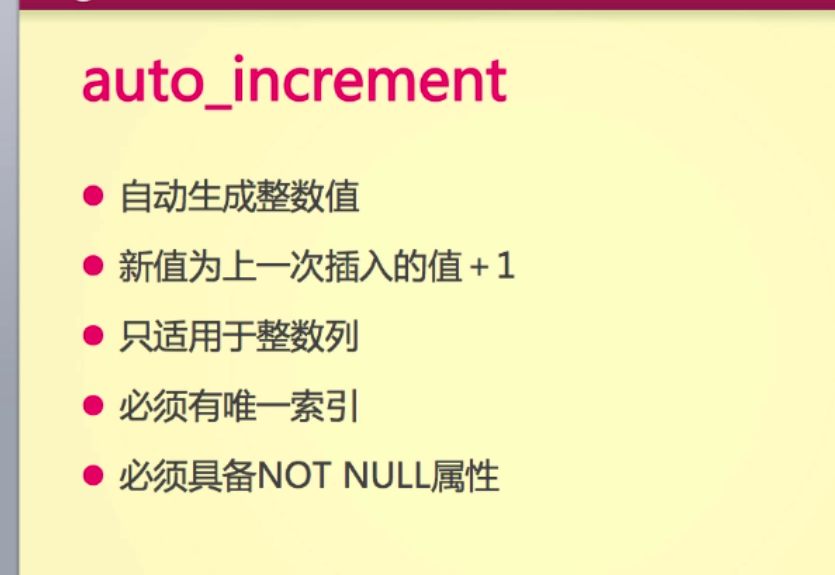 auto_increment
自动生成整数值
新值为上一次插入的值+1
只适用于整数列
必须有唯一索引
必须具备NOT NULL属性